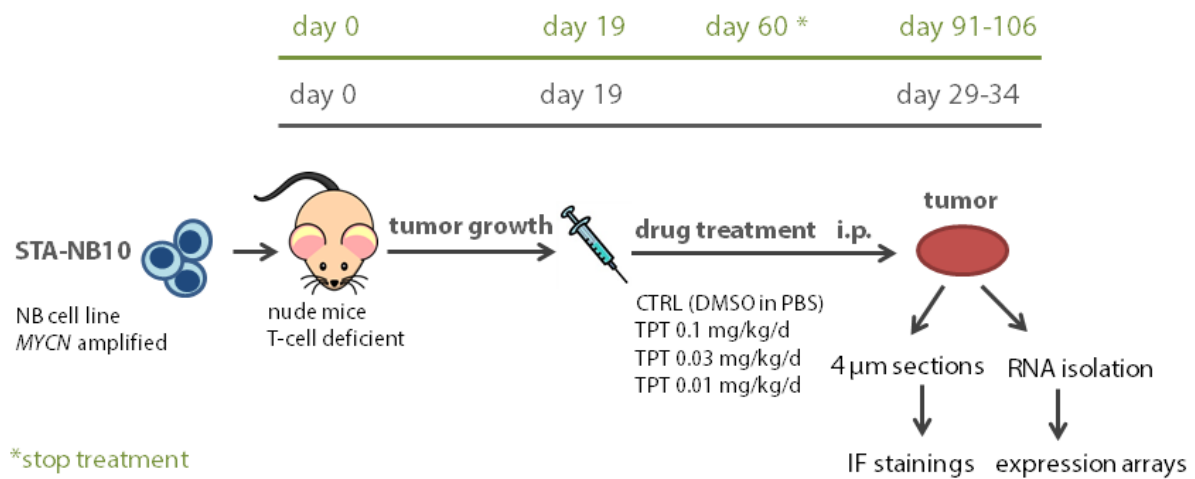 day 0 day 19 day 60 * day 91-106
day 0 day 19 day 29-34
STA-NB10
NB cell line
MYCN amplified
nude mice
T-cell deficient
tumor growth
drug treatment i.p.
CTRL (DMSO in PBS)
TPT 0.1 mg/kg/d
TPT 0.03 mg/kg/d
TPT 0.01 mg/kg/d
tumor
4 µm sections RNA isolation
IF stainings expression arrays
*stop treatment